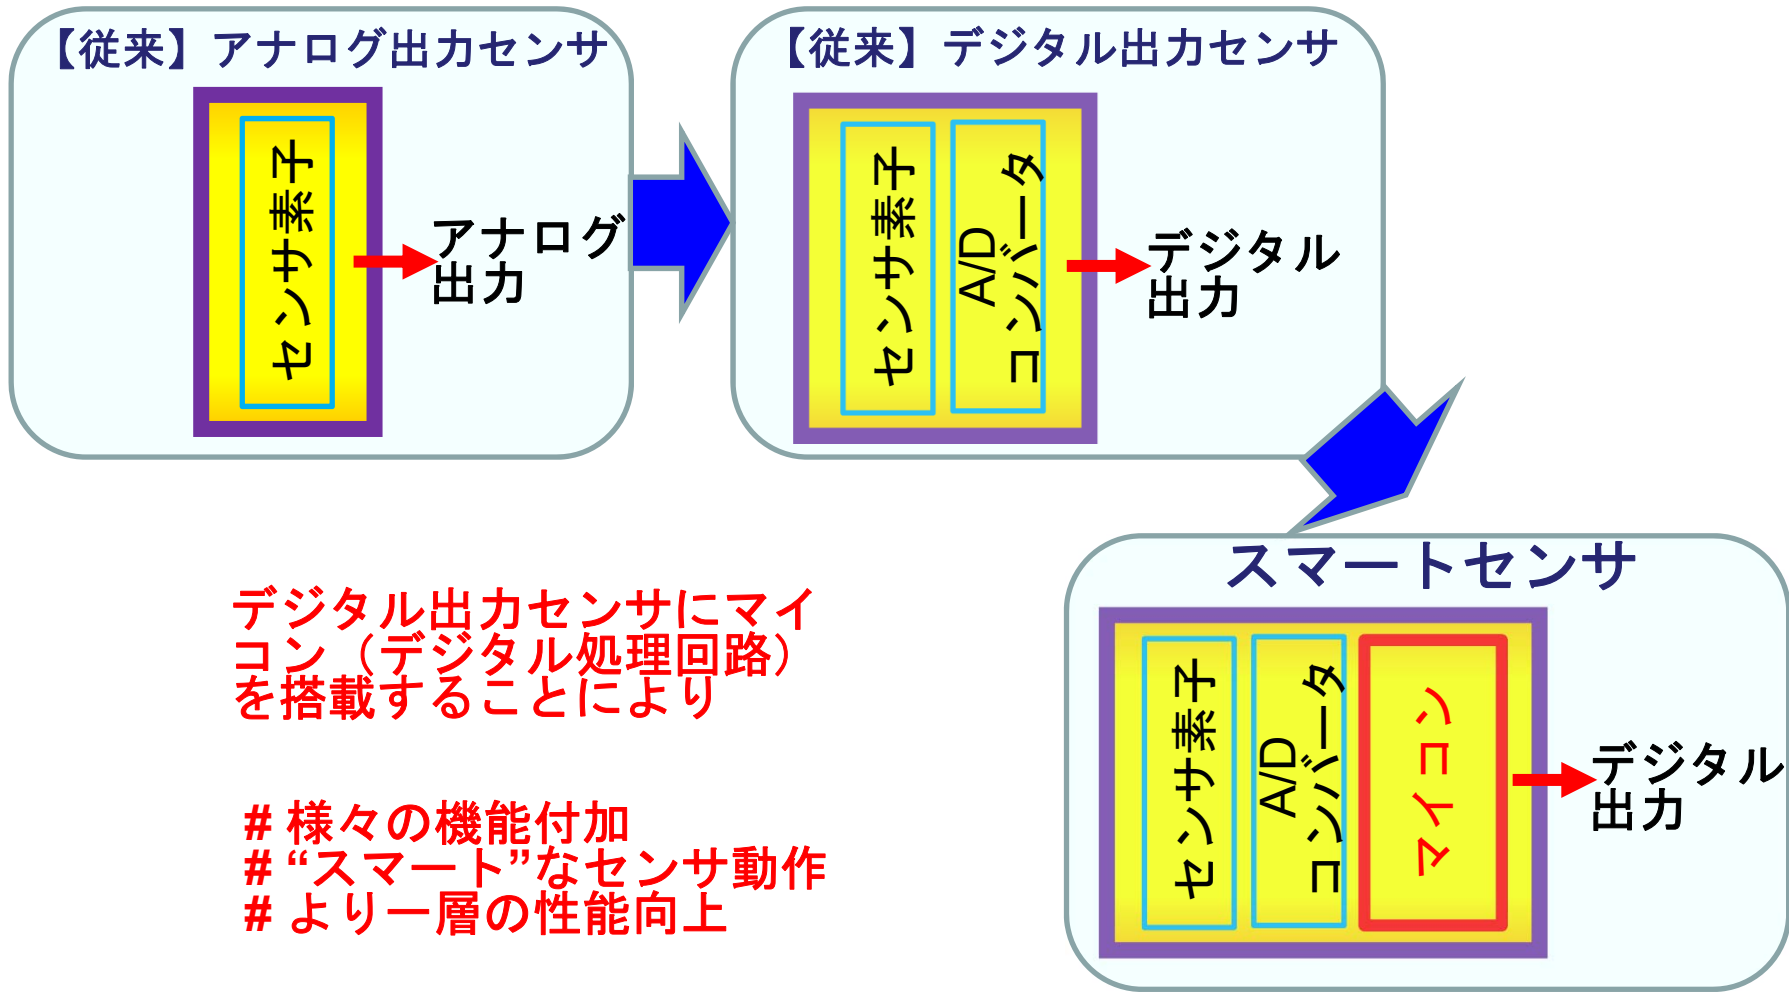 【従来】アナログ出力センサ
センサ素子
アナログ
出力
【従来】デジタル出力センサ
センサ素子
A/D
コンバータ
デジタル
出力
スマートセンサ
センサ素子
A/D
コンバータ
マイコン
デジタル
出力
デジタル出力センサにマイ
コン（デジタル処理回路）
を搭載することにより
# 様々の機能付加
# “スマート”なセンサ動作
# より一層の性能向上